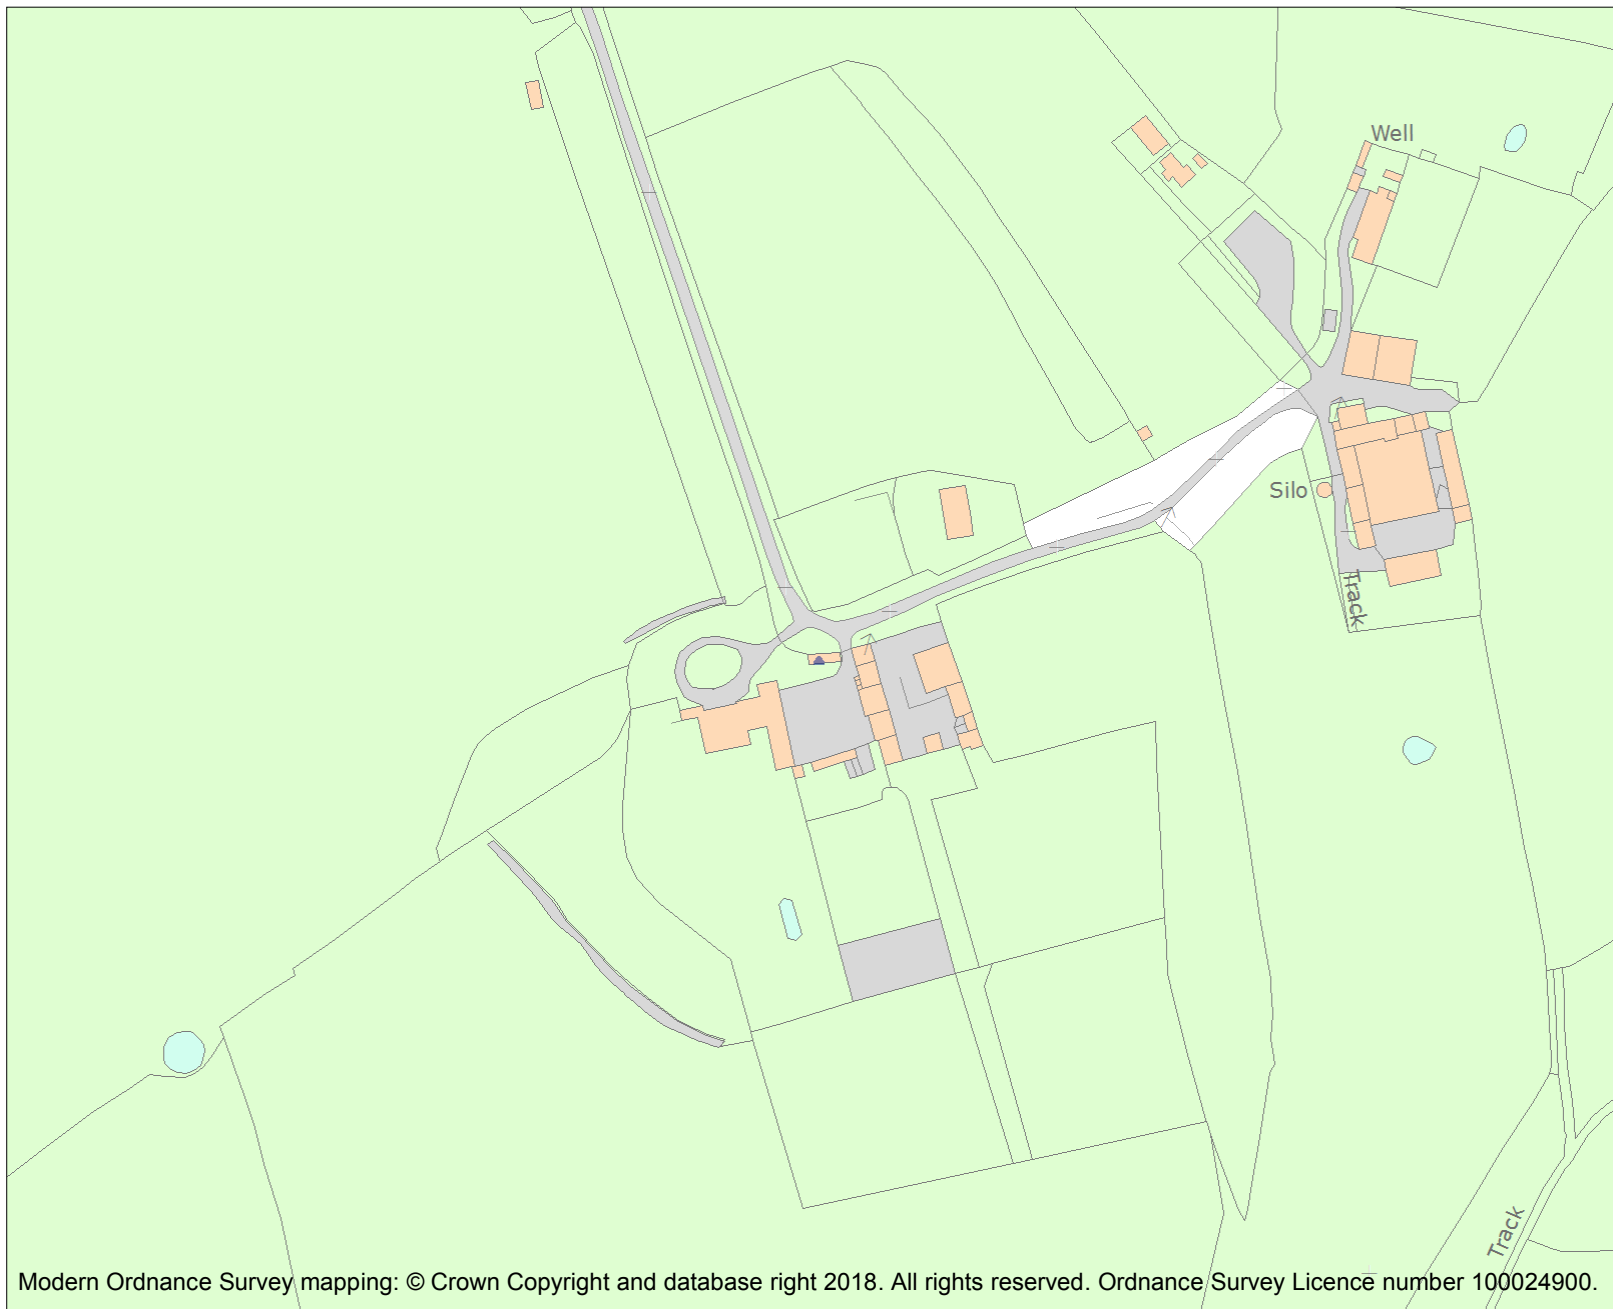 Well
Silo
Track
Track
Modern Ordnance Survey mapping: © Crown Copyright and database right 2018. All rights reserved. Ordnance Survey Licence number 100024900.